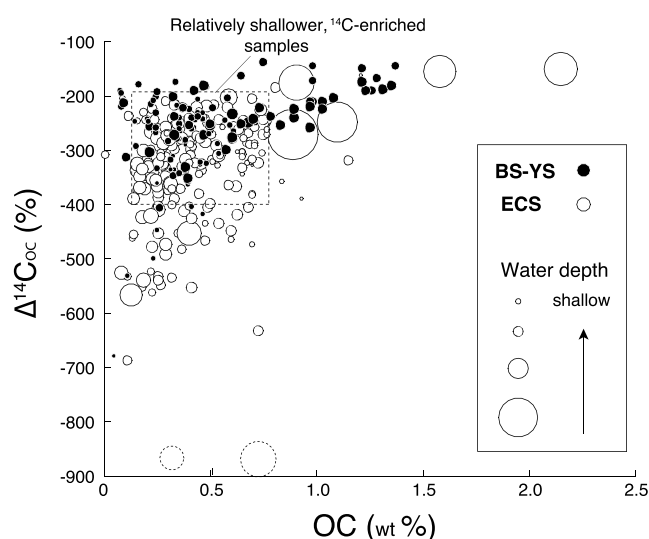 Relatively shallower, ¹⁴C-enriched
samples
-100
-200
-300
-400
-500
-600
-700
-800
-900
Δ¹⁴Coc (%)
0
0.5
1.0
1.5
2.0
2.5
OC (wt %)
BS-YS
ECS
Water depth
shallow